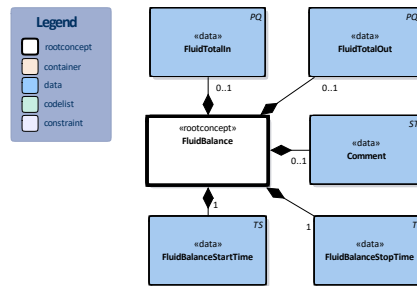 Legend
rootconcept
container
data
codelist
constraint
PQ
«data»
FluidTotalIn
PQ
«data»
FluidTotalOut
0..1
0..1
«rootconcept»
FluidBalance
ST
«data»
Comment
0..1
1
1
TS
«data»
FluidBalanceStartTime
«data»
FluidBalanceStopTime